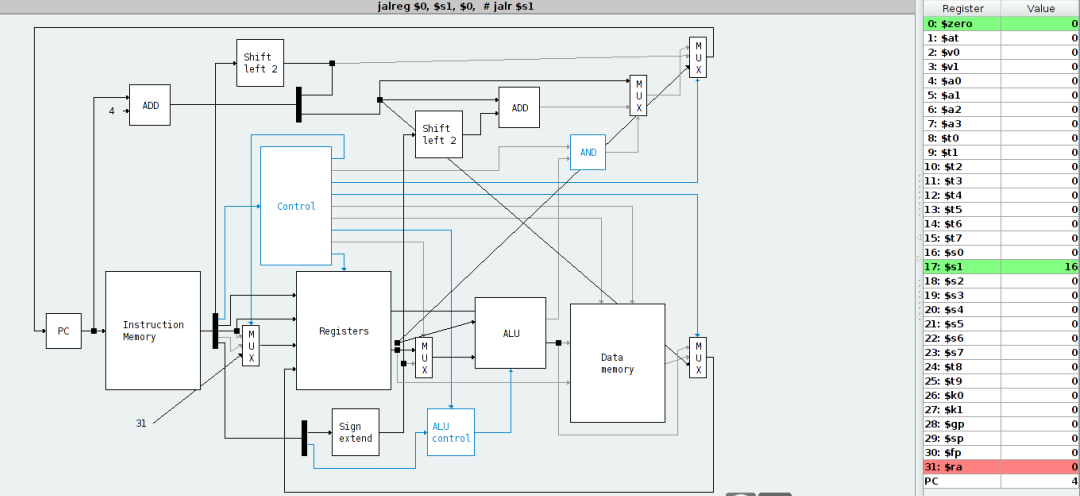 jalreg $0, $s1, $0,  # jalr $s1
Shift
left 2
4
ADD
M
U
X
M
U
X
ADD
Shift
left 2
AND
Control
PC
Instruction
Memory
M
U
X
Registers
M
U
X
ALU
Data
memory
M
U
X
31
Sign
extend
ALU
control
Register Value
0: $zero 0
1: $at 0
2: $v0 0
3: $v1 0
4: $a0 0
5: $a1 0
6: $a2 0
7: $a3 0
8: $t0 0
9: $t1 0
10: $t2 0
11: $t3 0
12: $t4 0
13: $t5 0
14: $t6 0
15: $t7 0
16: $s0 0
17: $s1 16
18: $s2 0
19: $s3 0
20: $s4 0
21: $s5 0
22: $s6 0
23: $s7 0
24: $t8 0
25: $t9 0
26: $k0 0
27: $k1 0
28: $gp 0
29: $sp 0
30: $fp 0
31: $ra 0
PC 4